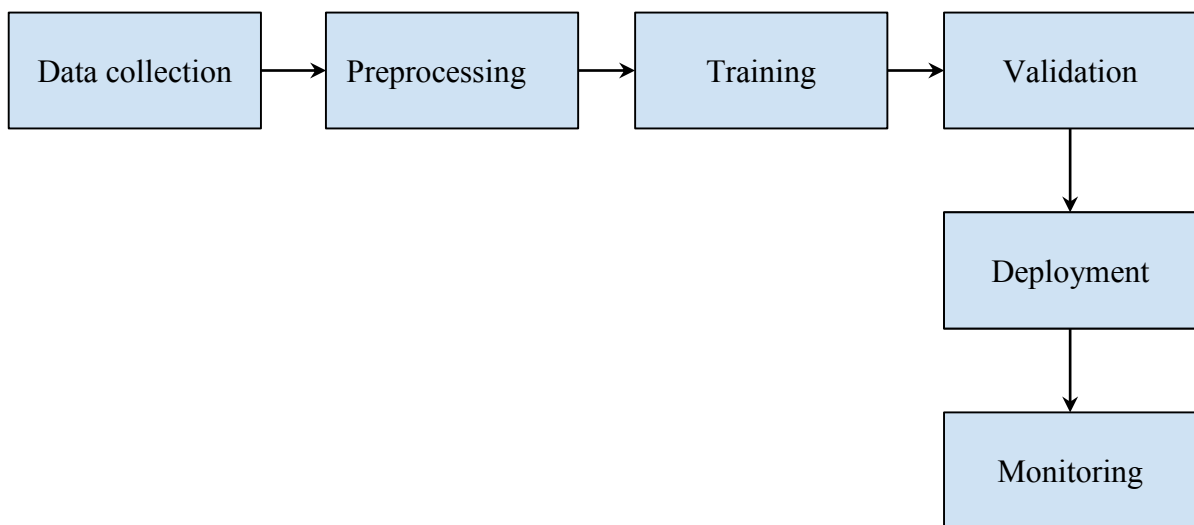 Data collection
Preprocessing
Training
Validation
Deployment
Monitoring